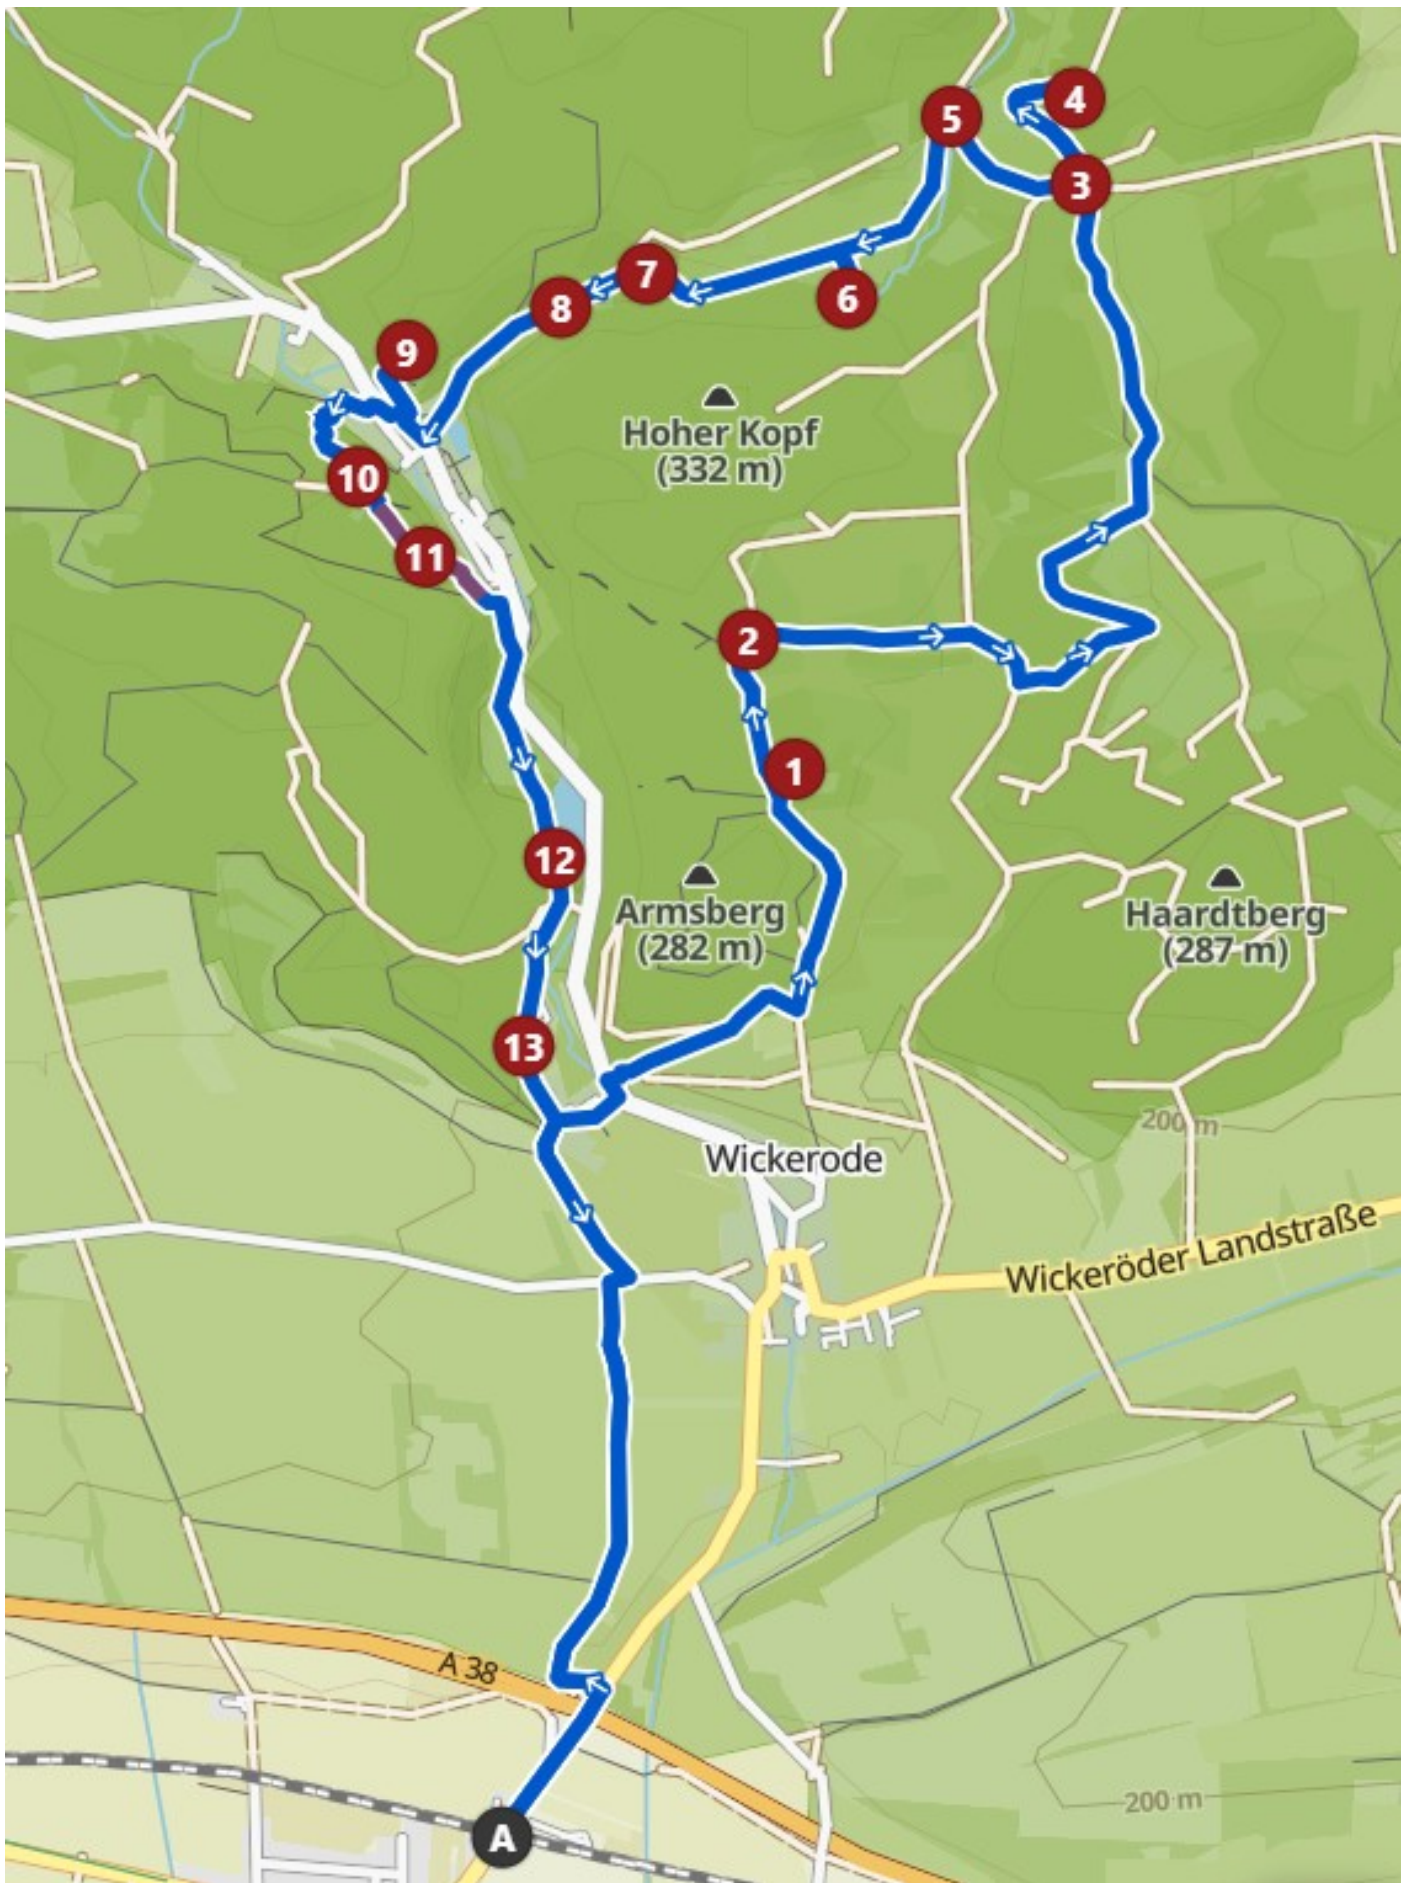 4
5
3
7
6
8
9
Hoher Kopf
(332 m)
10
11
2
1
12
Armsberg
(282 m)
Haardtberg
(287 m)
13
200 m
Wickerode
Wickeröder Landstraße
A 38
200 m
A